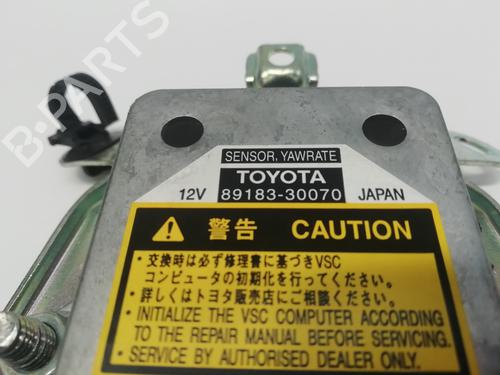 B-PARTS
SENSOR, YAWRATE
TOYOTA
12V 89183-30070 JAPAN
警告 CAUTION
・交換時は必ず修理書に基づきVSC
コンピュータの初期化を行ってください。
・詳しくはトヨタ販売店にご相談ください。
・INITIALIZE THE VSC COMPUTER ACCORDING
TO THE REPAIR MANUAL BEFORE SERVICING.
・SERVICE BY AUTHORISED DEALER ONLY.